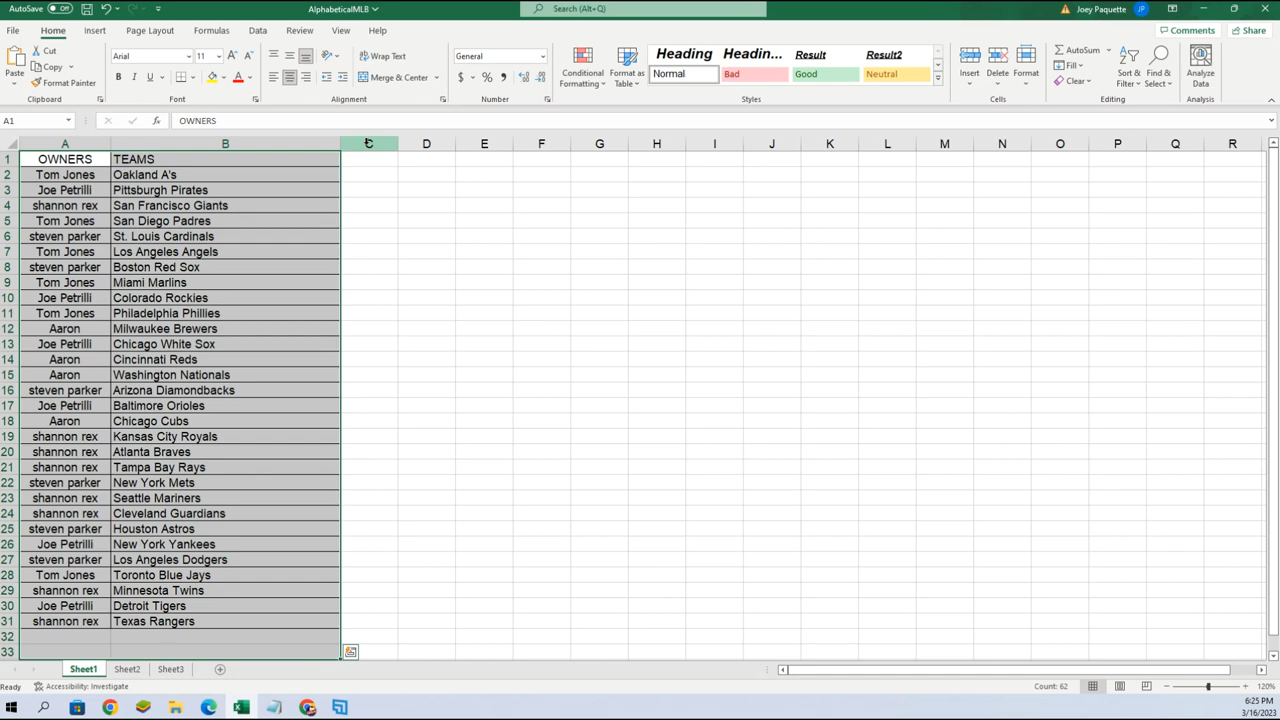 AutoSave Off AlphabeticalMLB Search (Alt+Q) Joey Paquette JP
File Home Insert Page Layout Formulas Data Review View Help Comments Share
Paste Cut Copy Format Painter Clipboard
Arial 11 B I U A Font
Wrap Text Merge & Center Alignment
General $ % , Number
Conditional Formatting Format as Table
Heading Headin... Result Result2
Normal Bad Good Neutral
Styles
Insert Delete Format Cells
AutoSum Fill Clear Sort & Filter Find & Select Editing
Analyze Data Analysis
A1 fx OWNERS
A B C D E F G H I J K L M N O P Q R
1 OWNERS TEAMS
2 Tom Jones Oakland A's
3 Joe Petrilli Pittsburgh Pirates
4 shannon rex San Francisco Giants
5 Tom Jones San Diego Padres
6 steven parker St. Louis Cardinals
7 Tom Jones Los Angeles Angels
8 steven parker Boston Red Sox
9 Tom Jones Miami Marlins
10 Joe Petrilli Colorado Rockies
11 Tom Jones Philadelphia Phillies
12 Aaron Milwaukee Brewers
13 Joe Petrilli Chicago White Sox
14 Aaron Cincinnati Reds
15 Aaron Washington Nationals
16 steven parker Arizona Diamondbacks
17 Joe Petrilli Baltimore Orioles
18 Aaron Chicago Cubs
19 shannon rex Kansas City Royals
20 shannon rex Atlanta Braves
21 shannon rex Tampa Bay Rays
22 steven parker New York Mets
23 shannon rex Seattle Mariners
24 shannon rex Cleveland Guardians
25 steven parker Houston Astros
26 Joe Petrilli New York Yankees
27 steven parker Los Angeles Dodgers
28 Tom Jones Toronto Blue Jays
29 shannon rex Minnesota Twins
30 Joe Petrilli Detroit Tigers
31 shannon rex Texas Rangers
32
33
Sheet1 Sheet2 Sheet3
Ready Accessibility: Investigate Count: 62 120%
6:25 PM
3/16/2023